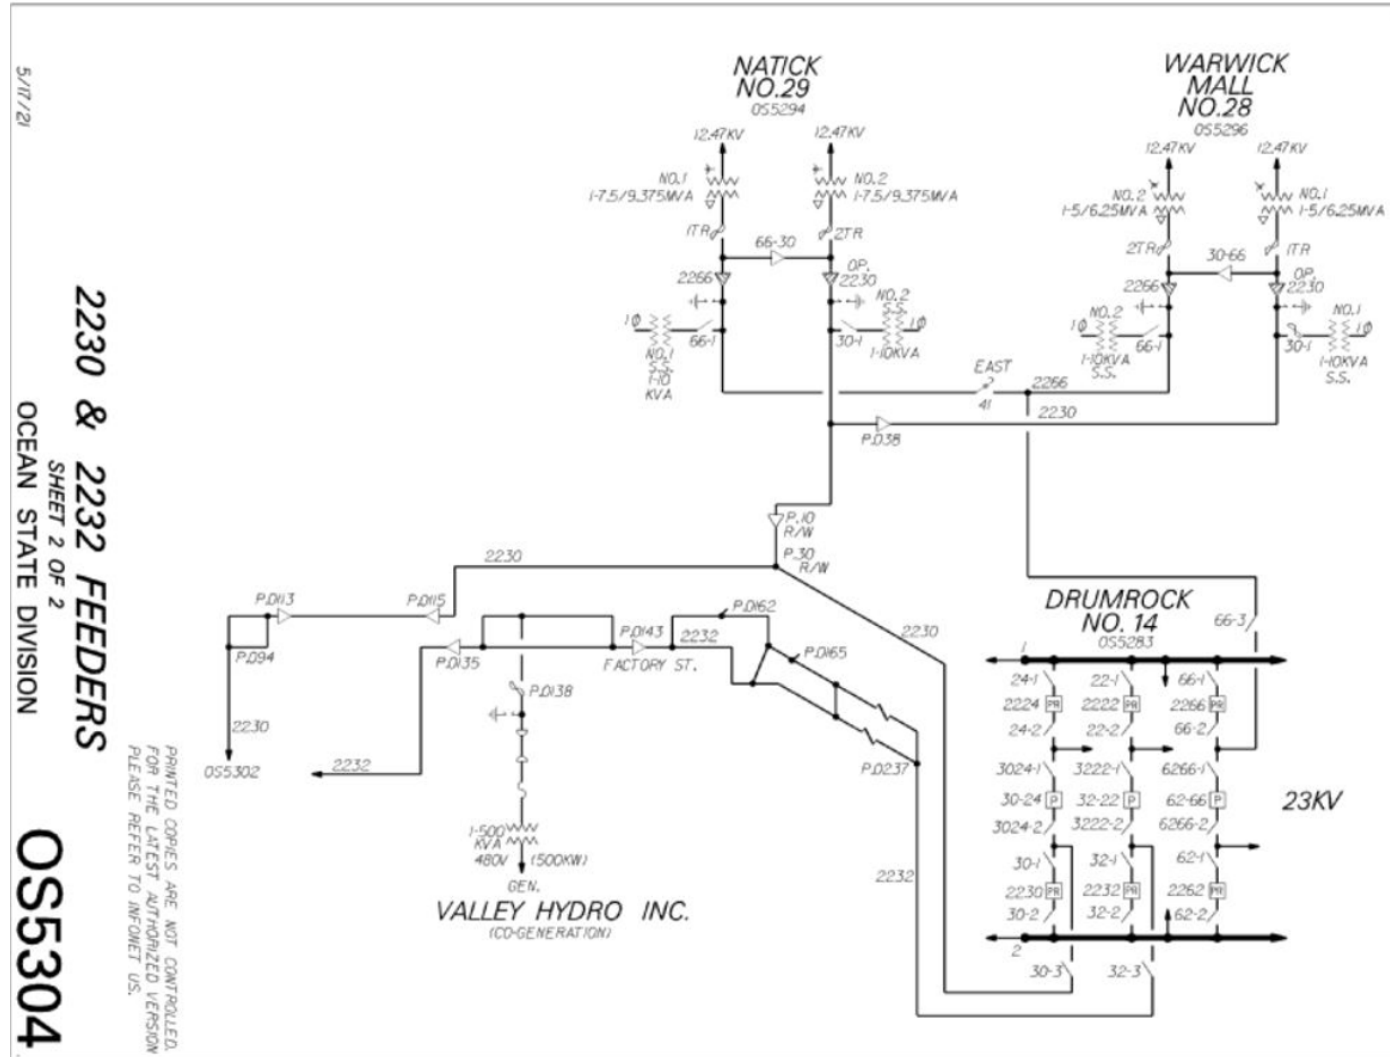 5/17/21
2230 & 2232 FEEDERS
SHEET 2 OF 2
OCEAN STATE DIVISION
OS5304
PRINTED COPIES ARE NOT CONTROLLED.
FOR THE LATEST AUTHORIZED VERSION
PLEASE REFER TO INFONET US.
NATICK
NO.29
OS5294
12.47KV
12.47KV
NO.1
1-7.5/9.375MVA
NO.2
1-7.5/9.375MVA
1TR
2TR
66-30
OP.
2266
2230
1Ø
NO.1
S.S.
1-10
KVA
66-1
30-1
NO.2
S.S.
1Ø
1-10KVA
WARWICK
MALL
NO.28
OS5296
12.47KV
12.47KV
NO.2
1-5/6.25MVA
NO.1
1-5/6.25MVA
2TR
1TR
30-66
OP.
2266
2230
1Ø
NO.2
1-10KVA
S.S.
66-1
30-1
NO.1
1Ø
1-10KVA
S.S.
EAST
41
2266
2230
P.D38
P.10
R/W
P.30
R/W
2230
P.D113
P.D115
P.D94
2230
OS5302
P.D135
2232
P.D143
FACTORY ST.
2232
P.D162
P.D165
P.D138
P.D237
2230
2232
1-500
KVA
480V
(500KW)
GEN.
VALLEY HYDRO INC.
(CO-GENERATION)
DRUMROCK
NO. 14
OS5283
66-3
1
24-1
22-1
66-1
2224 PR
2222 PR
2266 PR
24-2
22-2
66-2
3024-1
3222-1
6266-1
30-24 P
32-22 P
62-66 P
3024-2
3222-2
6266-2
30-1
32-1
62-1
2230 PR
2232 PR
2262 PR
30-2
32-2
62-2
2
30-3
32-3
23KV